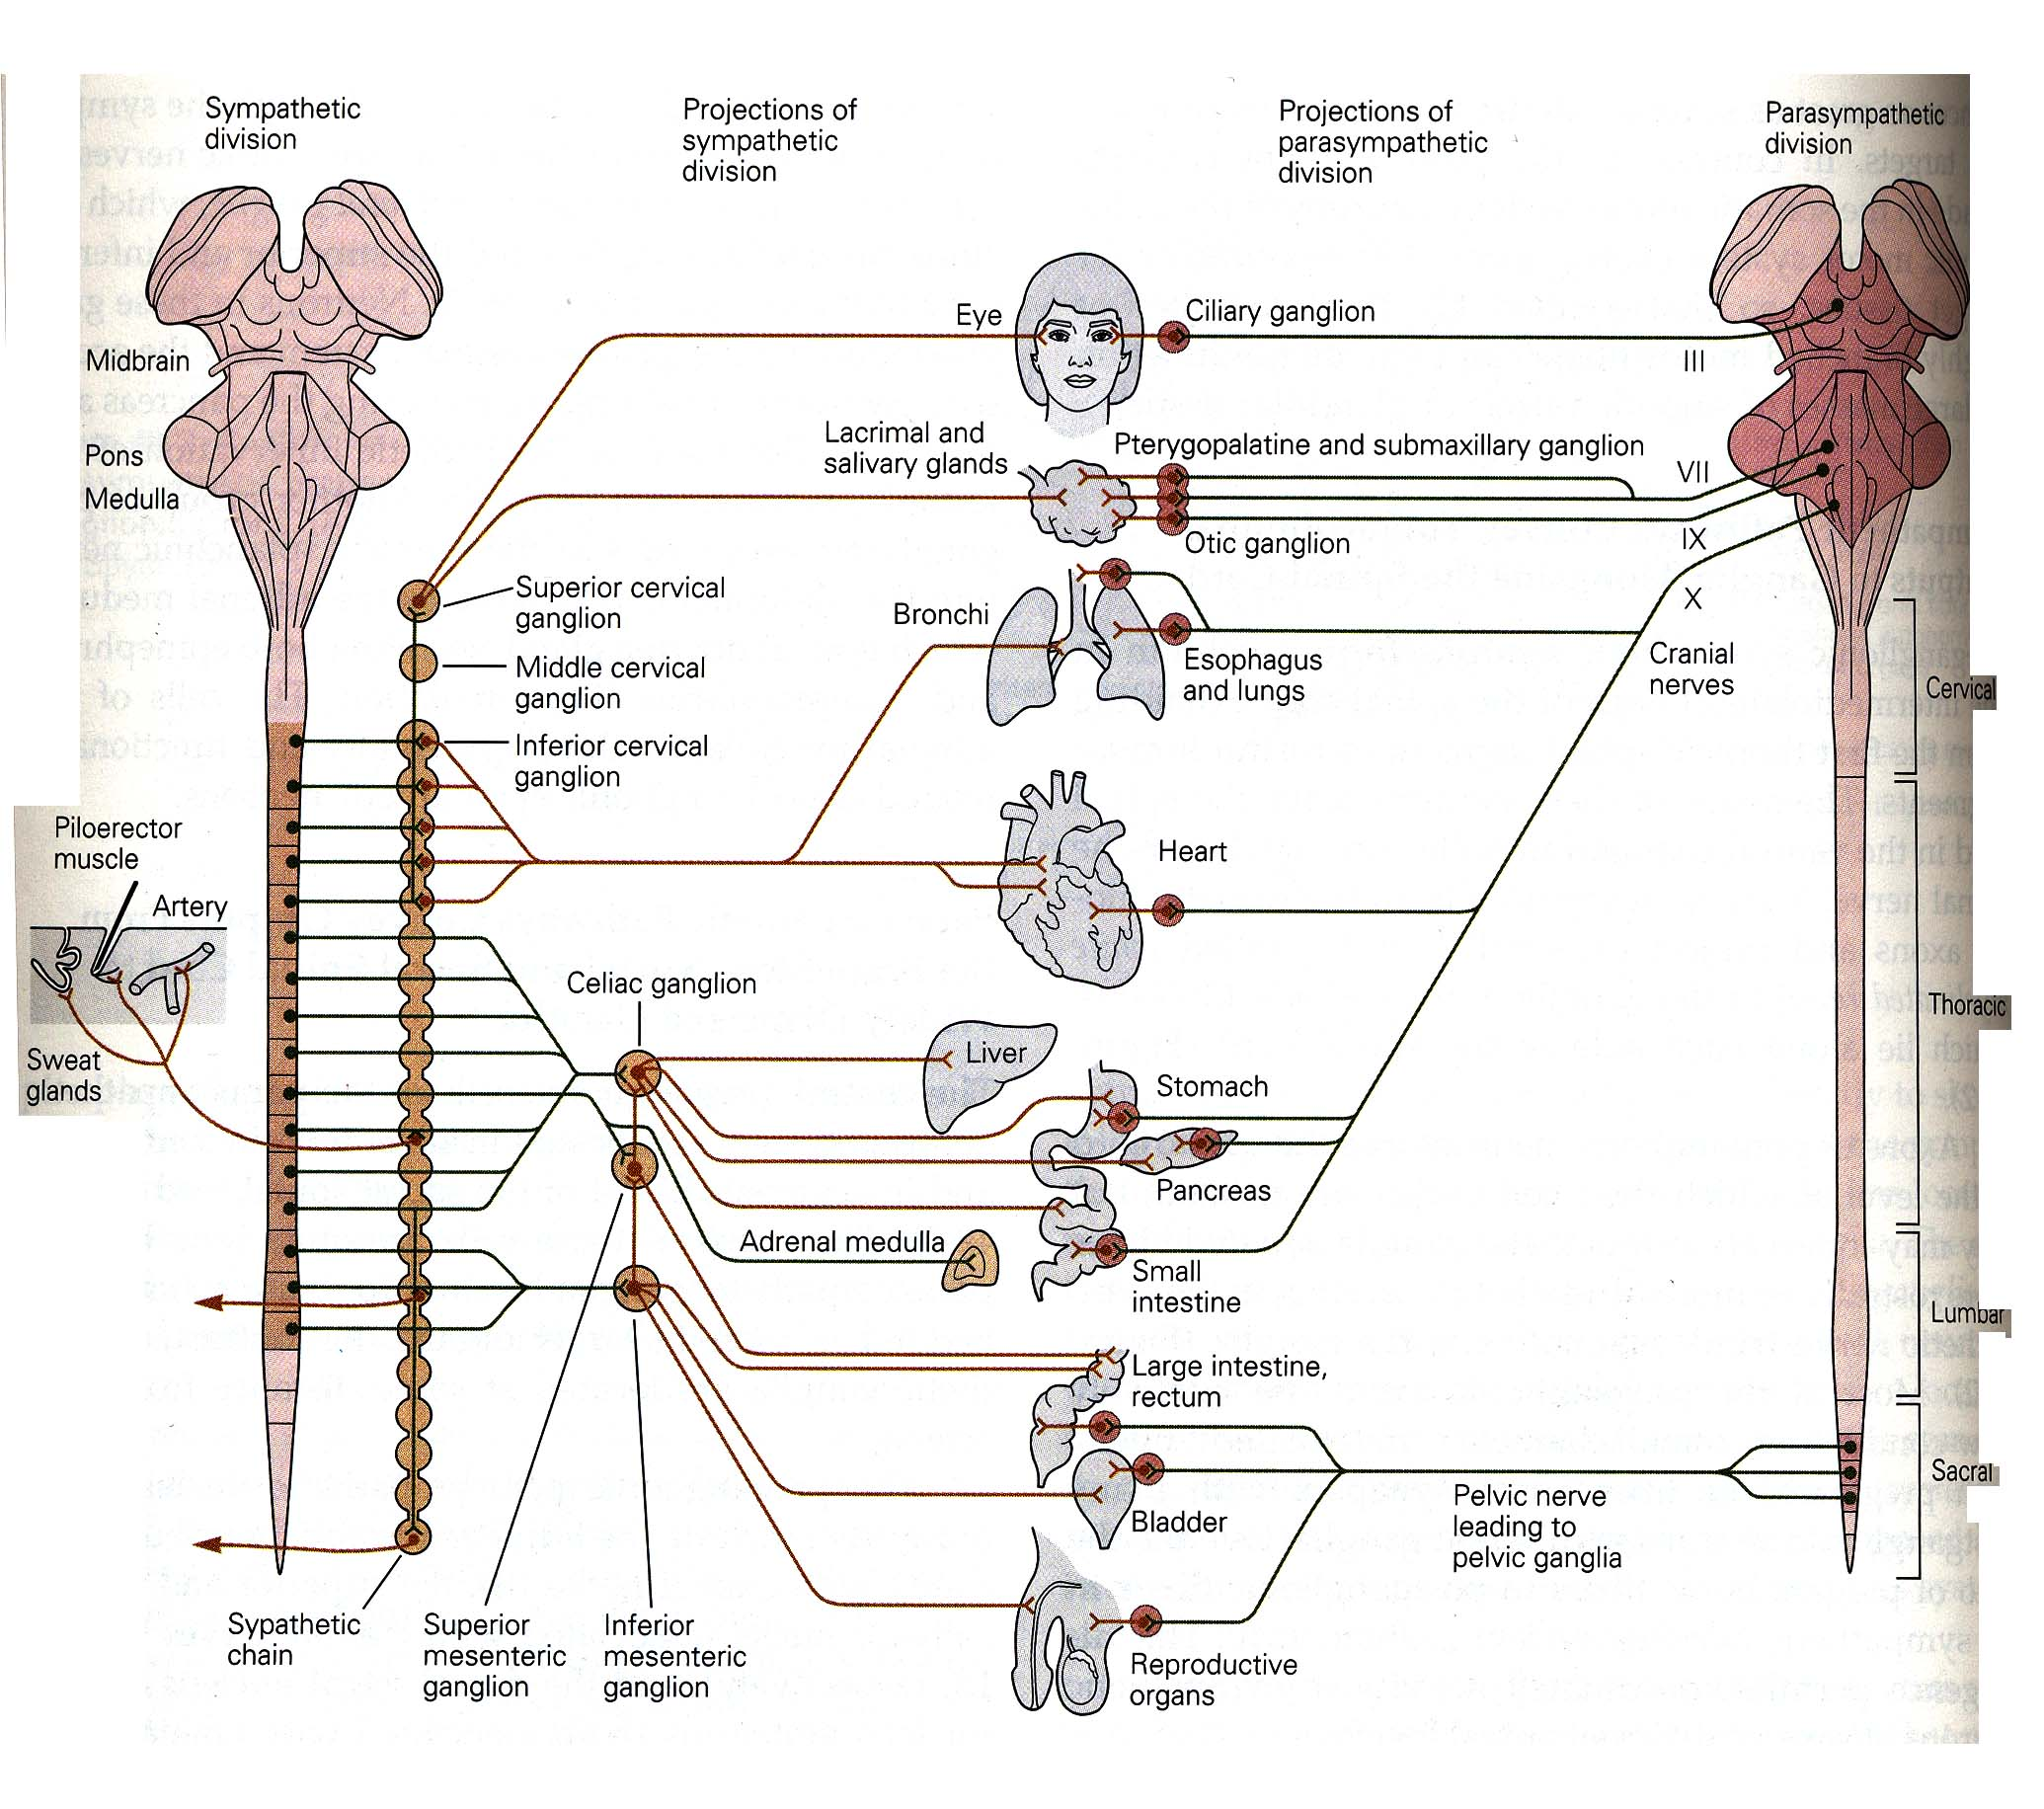 Sympathetic
division
Projections of
sympathetic
division
Projections of
parasympathetic
division
Parasympathetic
division
Midbrain
Pons
Medulla
Eye
Ciliary ganglion
III
Lacrimal and
salivary glands
Pterygopalatine and submaxillary ganglion
VII
Otic ganglion
IX
Superior cervical
ganglion
Bronchi
X
Middle cervical
ganglion
Esophagus
and lungs
Cranial
nerves
Cervical
Inferior cervical
ganglion
Piloerector
muscle
Artery
Heart
Celiac ganglion
Thoracic
Sweat
glands
Liver
Stomach
Pancreas
Adrenal medulla
Small
intestine
Lumbar
Large intestine,
rectum
Sacral
Bladder
Pelvic nerve
leading to
pelvic ganglia
Sypathetic
chain
Superior
mesenteric
ganglion
Inferior
mesenteric
ganglion
Reproductive
organs